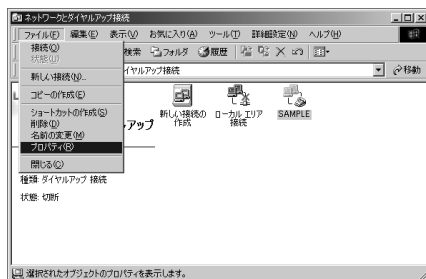 ネットワークとダイヤルアップ接続
ファイル(F) 編集(E) 表示(V) お気に入り(A) ツール(T) 詳細設定(N) ヘルプ(H)
接続(O)
状態(U)
新しい接続(N)...
コピーの作成(C)
ショートカットの作成(S)
削除(D)
名前の変更(M)
プロパティ(R)
閉じる(C)
検索 フォルダ 履歴
イヤルアップ接続
移動
アップ
新しい接続の
作成
ローカル エリア
接続
SAMPLE
種類: ダイヤルアップ 接続
状態: 切断
選択されたオブジェクトのプロパティを表示します。